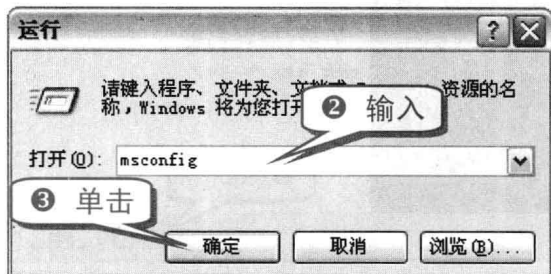 运行
请键入程序、文件夹、 资源的名
称，Windows 将为您打开
❷ 输入
打开(O): msconfig
❸ 单击
确定 取消 浏览(B)...